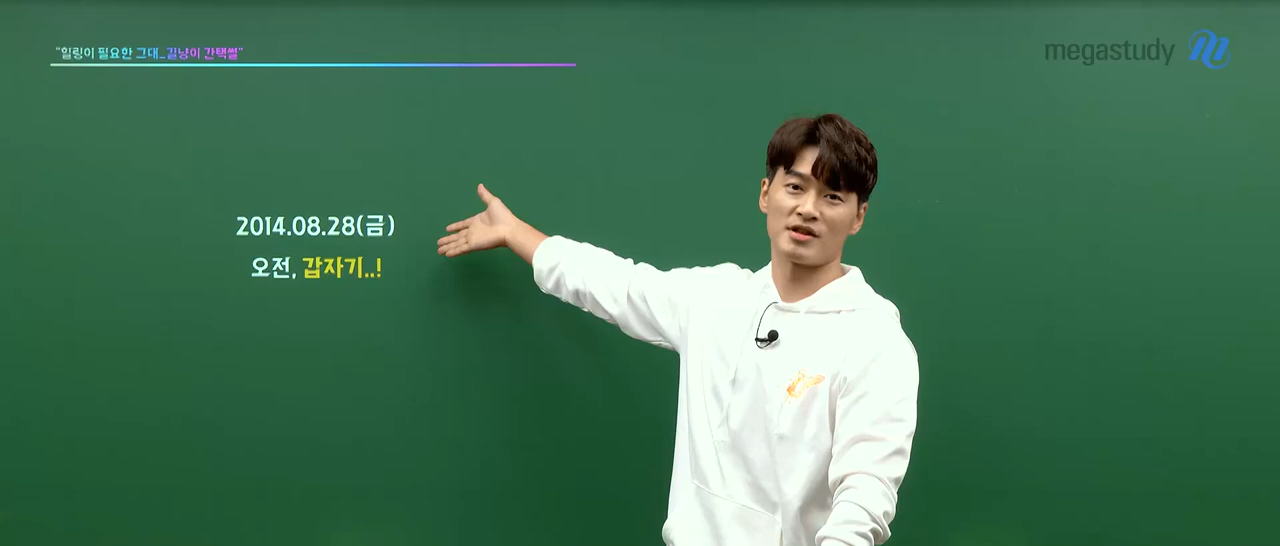 "힐링이 필요한 그대_길냥이 간택썰"
megastudy
2014.08.28(금)
오전, 갑자기..!